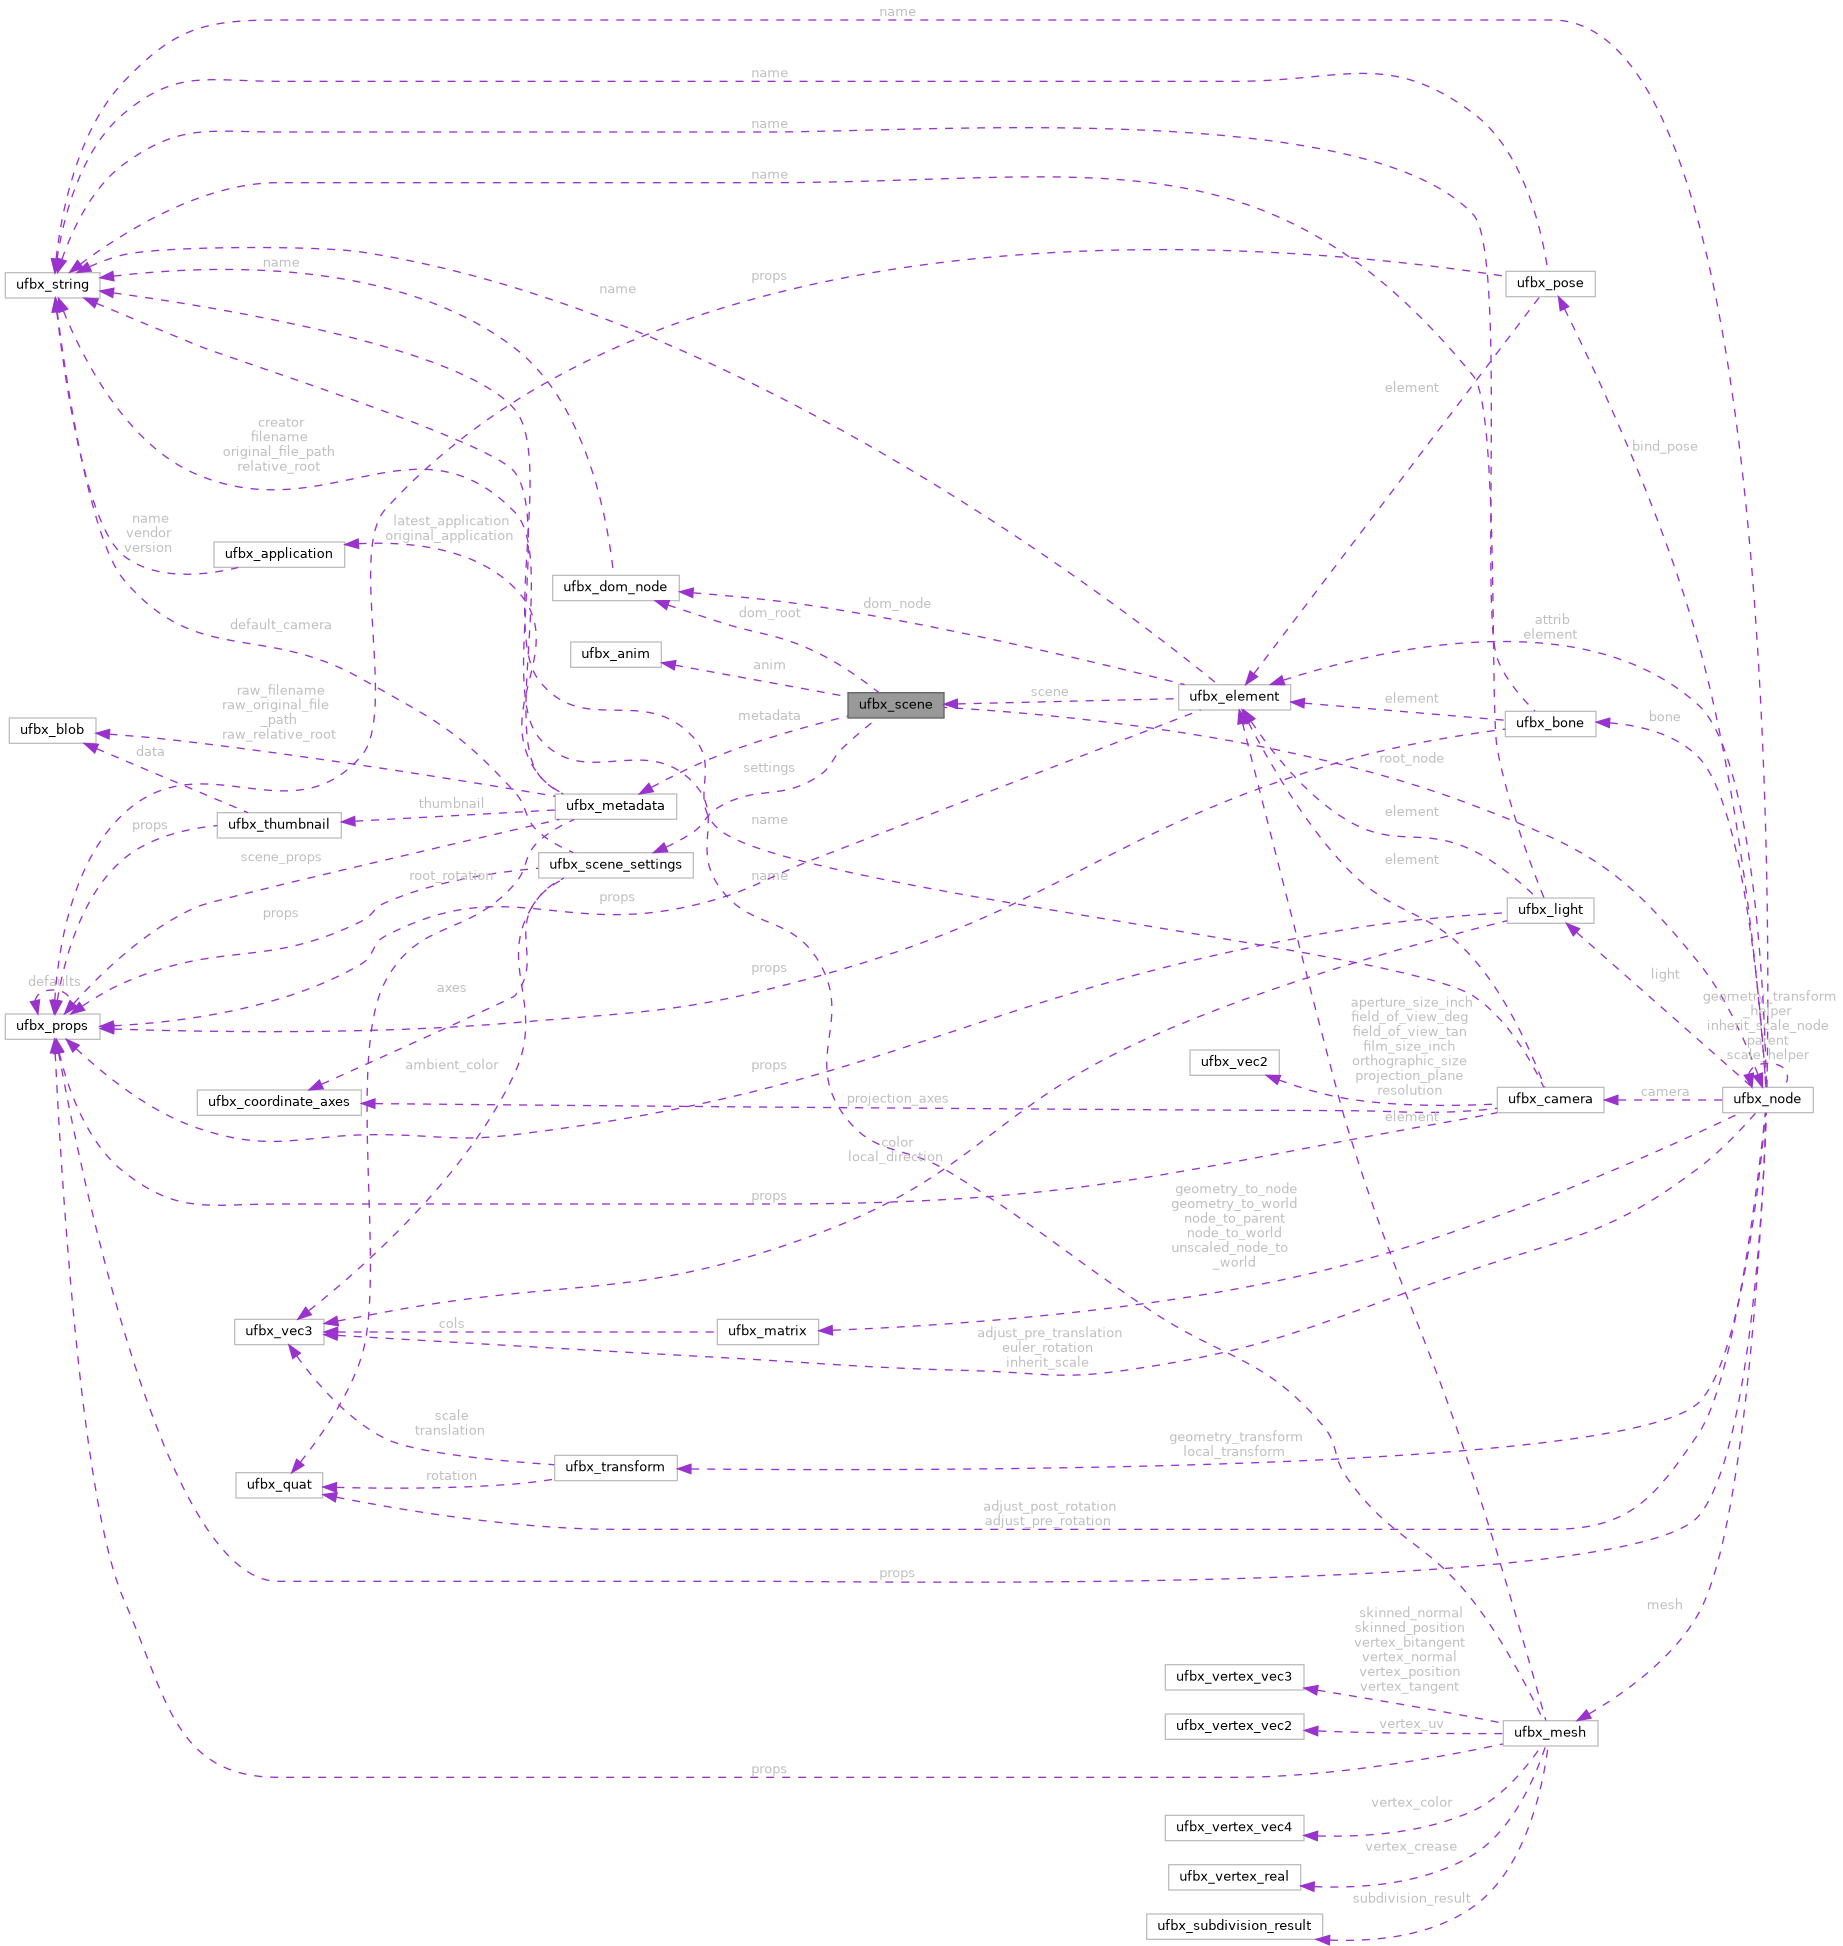 name
name
name
name
name
props
ufbx_pose
ufbx_string
name
element
bind_pose
creator
filename
original_file_path
relative_root
name
vendor
version
latest_application
original_application
ufbx_application
ufbx_dom_node
dom_node
dom_root
attrib
element
default_camera
ufbx_anim
anim
scene
ufbx_element
element
ufbx_scene
raw_filename
raw_original_file
_path
raw_relative_root
metadata
ufbx_blob
bone
ufbx_bone
data
settings
root_node
ufbx_metadata
thumbnail
ufbx_thumbnail
props
name
element
scene_props
ufbx_scene_settings
element
root_rotation
name
props
props
ufbx_light
defaults
axes
props
light
ufbx_props
aperture_size_inch
field_of_view_deg
field_of_view_tan
film_size_inch
orthographic_size
projection_plane
resolution
geometry_transform
_helper
inherit_scale_node
parent
scale_helper
ambient_color
props
ufbx_vec2
ufbx_coordinate_axes
projection_axes
ufbx_camera
camera
ufbx_node
element
color
local_direction
props
geometry_to_node
geometry_to_world
node_to_parent
node_to_world
unscaled_node_to
_world
ufbx_vec3
cols
ufbx_matrix
adjust_pre_translation
euler_rotation
inherit_scale
scale
translation
geometry_transform
local_transform
ufbx_transform
rotation
ufbx_quat
adjust_post_rotation
adjust_pre_rotation
props
mesh
skinned_normal
skinned_position
vertex_bitangent
vertex_normal
vertex_position
vertex_tangent
ufbx_vertex_vec3
ufbx_vertex_vec2
vertex_uv
ufbx_mesh
props
vertex_color
ufbx_vertex_vec4
vertex_crease
ufbx_vertex_real
subdivision_result
ufbx_subdivision_result